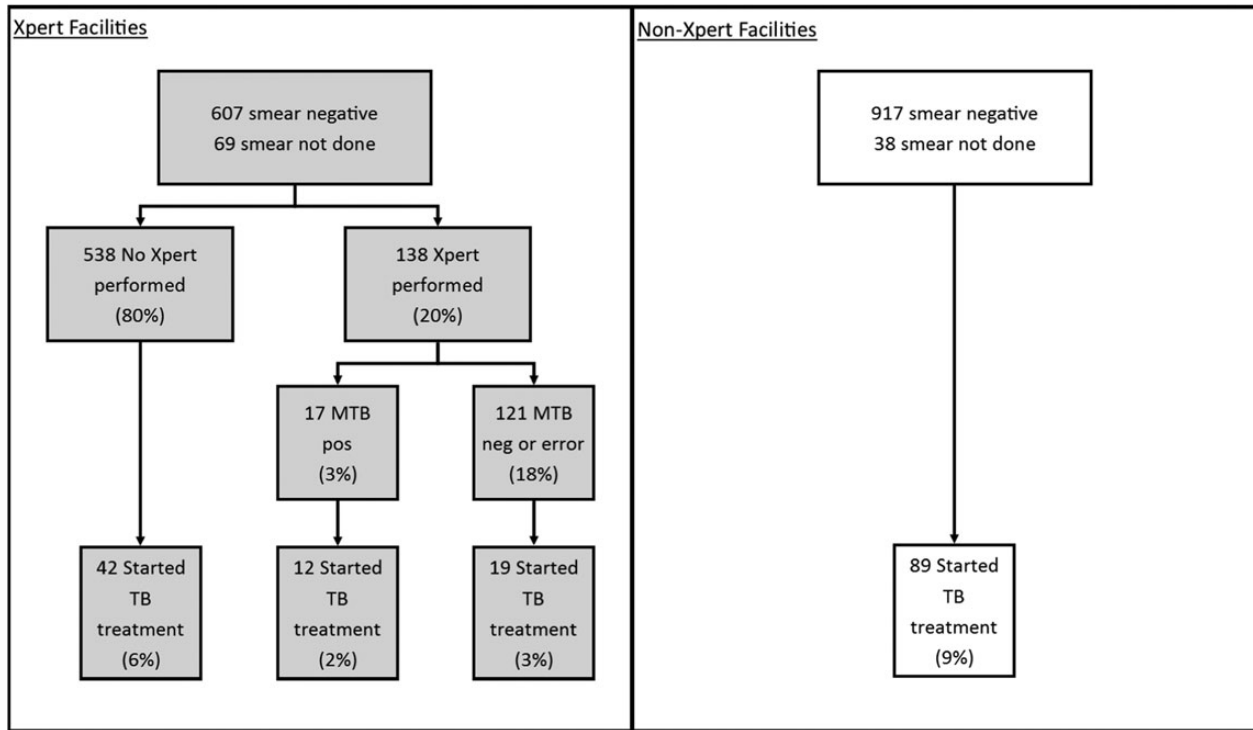 Xpert Facilities
607 smear negative
69 smear not done
538 No Xpert
performed
(80%)
138 Xpert
performed
(20%)
17 MTB
pos
(3%)
121 MTB
neg or error
(18%)
42 Started
TB
treatment
(6%)
12 Started
TB
treatment
(2%)
19 Started
TB
treatment
(3%)
Non-Xpert Facilities
917 smear negative
38 smear not done
89 Started
TB
treatment
(9%)